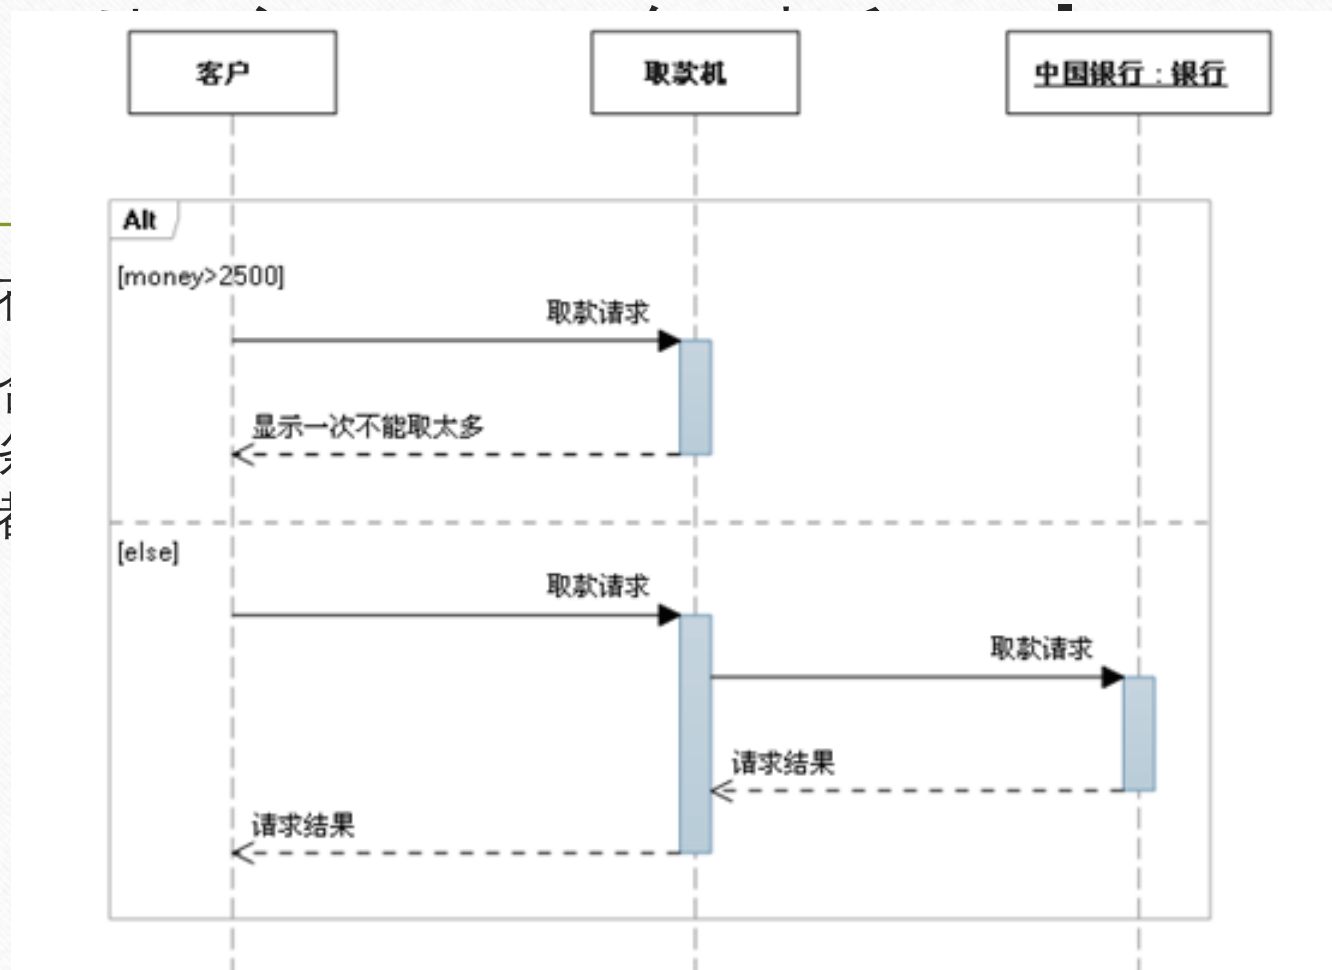 客户
取款机
中国银行：银行
Alt
[money>2500]
取款请求
显示一次不能取太多
[else]
取款请求
取款请求
请求结果
请求结果